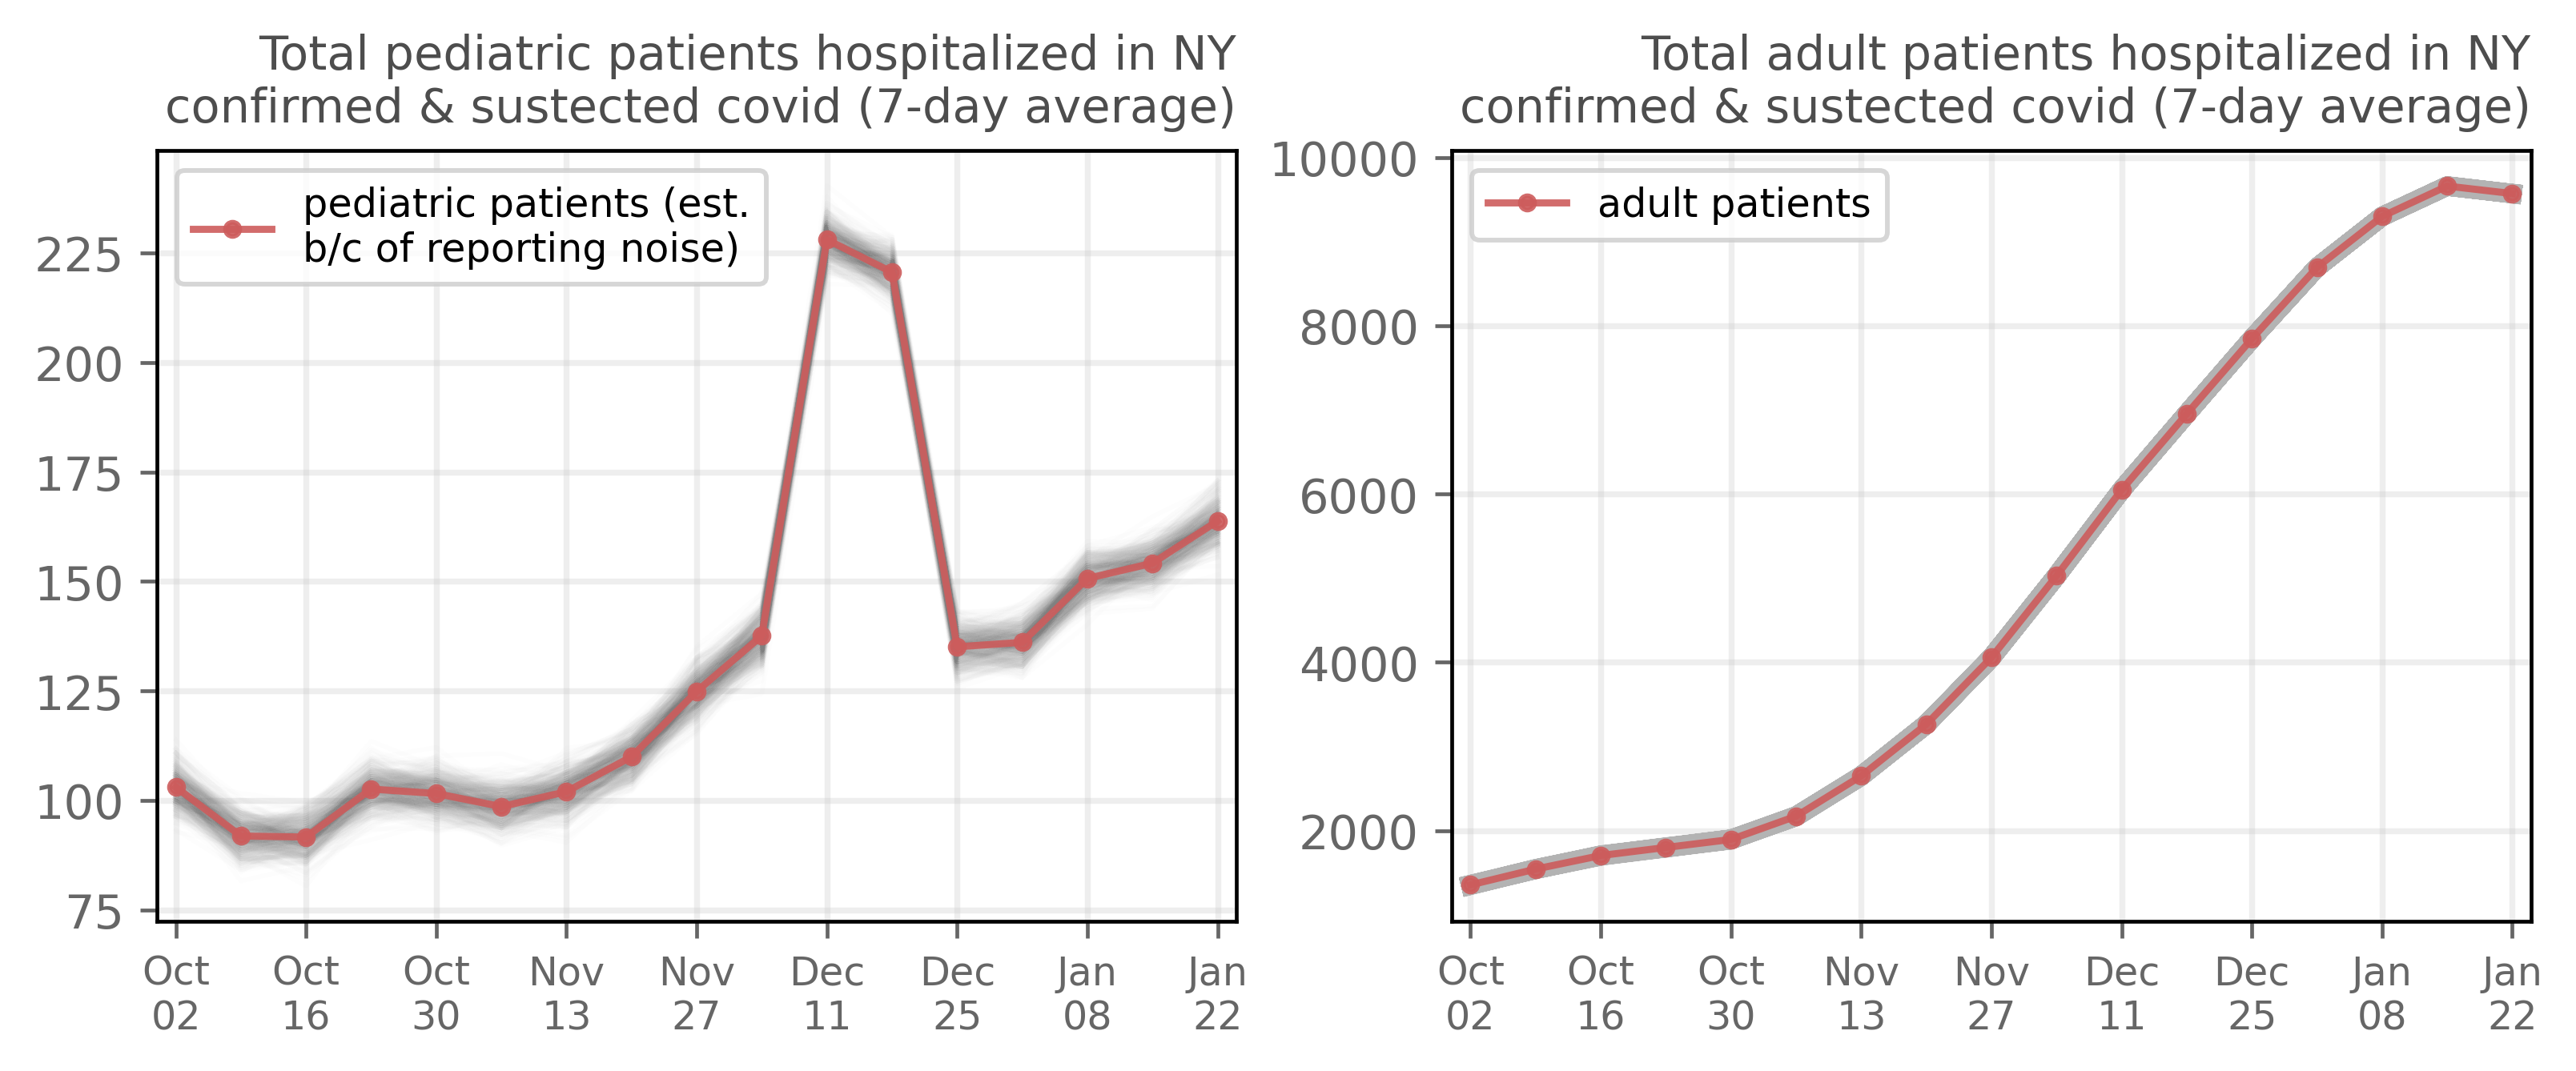 Total pediatric patients hospitalized in NY
confirmed & sustected covid (7-day average)
pediatric patients (est.
b/c of reporting noise)
225
200
175
150
125
100
75
Oct Oct Oct Nov Nov Dec Dec Jan Jan
02 16 30 13 27 11 25 08 22
Total adult patients hospitalized in NY
confirmed & sustected covid (7-day average)
adult patients
10000
8000
6000
4000
2000
Oct Oct Oct Nov Nov Dec Dec Jan Jan
02 16 30 13 27 11 25 08 22